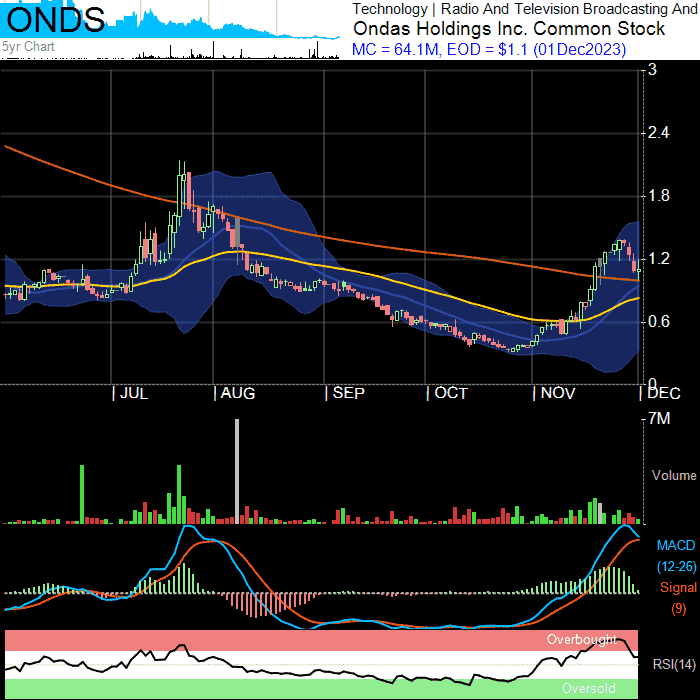 ONDS
5yr Chart
Technology | Radio And Television Broadcasting And
Ondas Holdings Inc. Common Stock
MC = 64.1M, EOD = $1.1 (01Dec2023)
3
2.4
1.8
1.2
0.6
0
JUL AUG SEP OCT NOV DEC
7M
Volume
MACD
(12-26)
Signal
(9)
Overbought
RSI(14)
Oversold